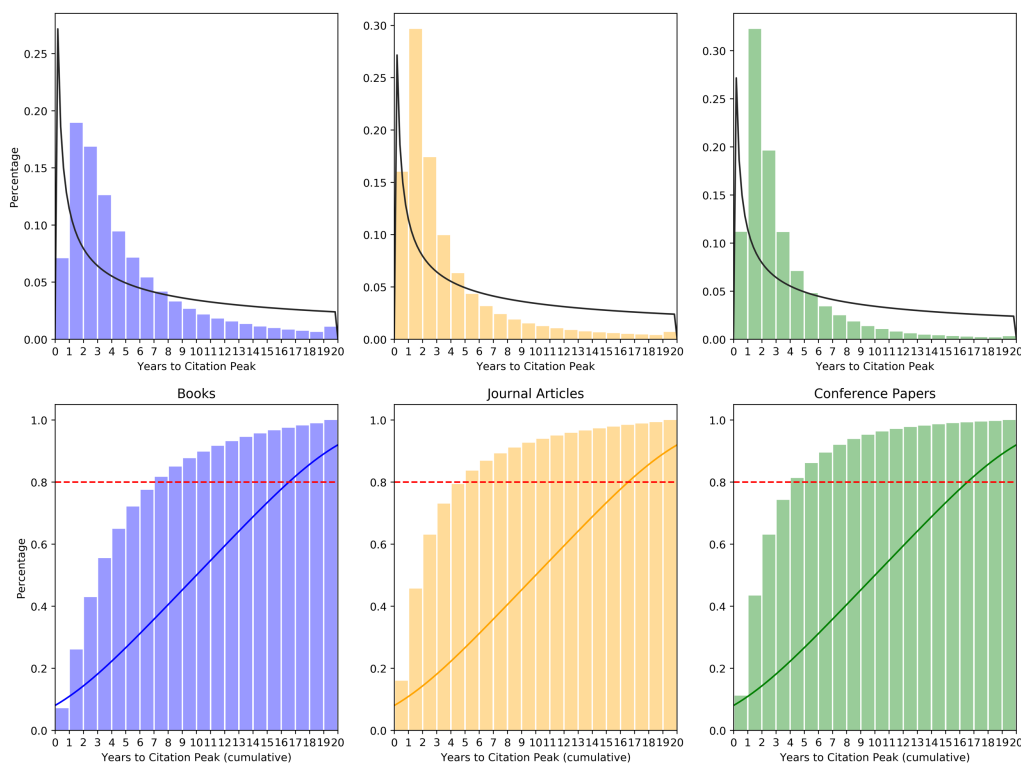 Percentage
0.25
0.20
0.15
0.10
0.05
0.00
0 1 2 3 4 5 6 7 8 9 10 11 12 13 14 15 16 17 18 19 20
Years to Citation Peak
0.30
0.25
0.20
0.15
0.10
0.05
0.00
0 1 2 3 4 5 6 7 8 9 10 11 12 13 14 15 16 17 18 19 20
Years to Citation Peak
0.30
0.25
0.20
0.15
0.10
0.05
0.00
0 1 2 3 4 5 6 7 8 9 10 11 12 13 14 15 16 17 18 19 20
Years to Citation Peak
Books
Percentage
1.0
0.8
0.6
0.4
0.2
0.0
0 1 2 3 4 5 6 7 8 9 10 11 12 13 14 15 16 17 18 19 20
Years to Citation Peak (cumulative)
Journal Articles
1.0
0.8
0.6
0.4
0.2
0.0
0 1 2 3 4 5 6 7 8 9 10 11 12 13 14 15 16 17 18 19 20
Years to Citation Peak (cumulative)
Conference Papers
1.0
0.8
0.6
0.4
0.2
0.0
0 1 2 3 4 5 6 7 8 9 10 11 12 13 14 15 16 17 18 19 20
Years to Citation Peak (cumulative)